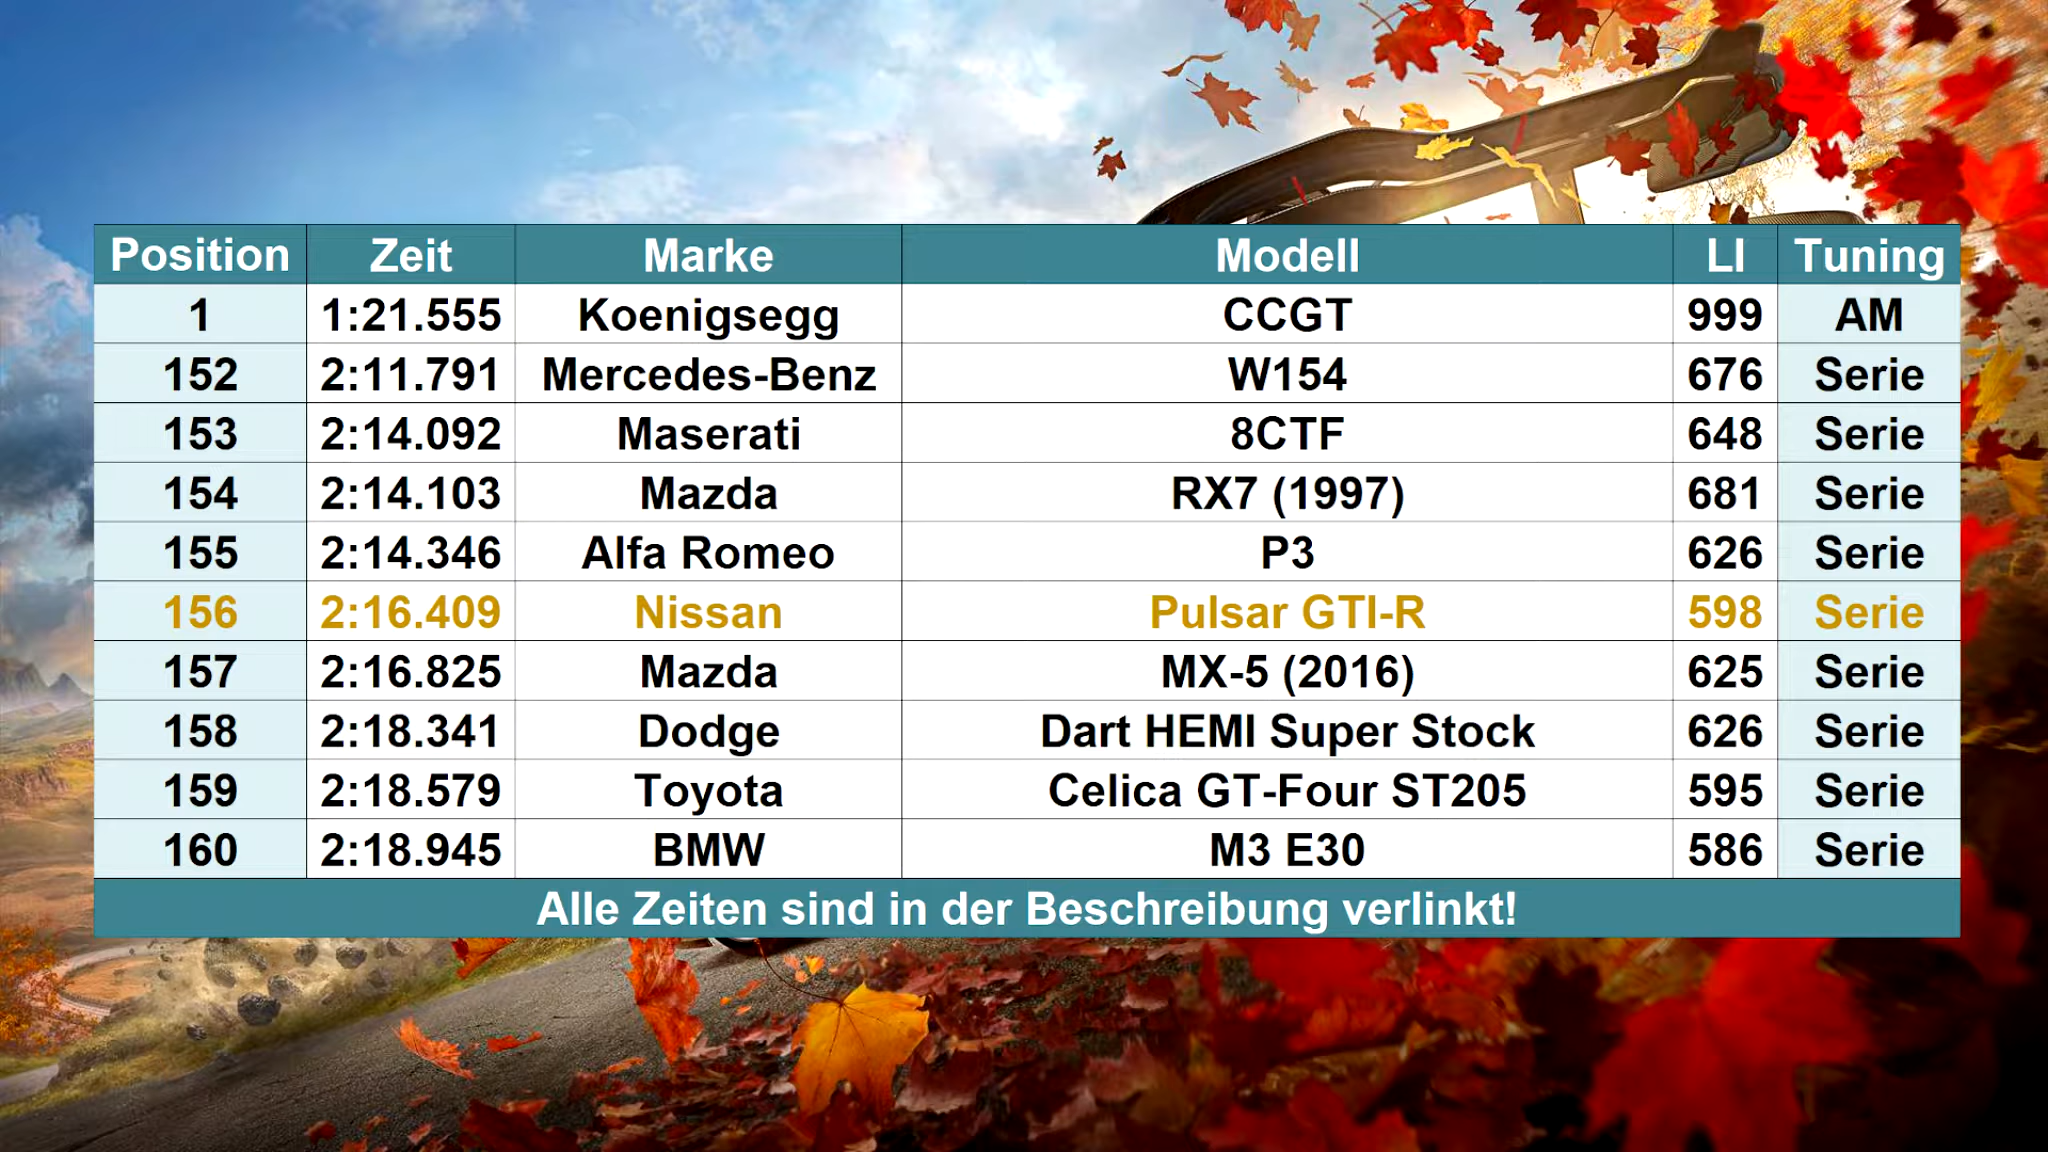 Position Zeit Marke Modell LI Tuning
1 1:21.555 Koenigsegg CCGT 999 AM
152 2:11.791 Mercedes-Benz W154 676 Serie
153 2:14.092 Maserati 8CTF 648 Serie
154 2:14.103 Mazda RX7 (1997) 681 Serie
155 2:14.346 Alfa Romeo P3 626 Serie
156 2:16.409 Nissan Pulsar GTI-R 598 Serie
157 2:16.825 Mazda MX-5 (2016) 625 Serie
158 2:18.341 Dodge Dart HEMI Super Stock 626 Serie
159 2:18.579 Toyota Celica GT-Four ST205 595 Serie
160 2:18.945 BMW M3 E30 586 Serie
Alle Zeiten sind in der Beschreibung verlinkt!